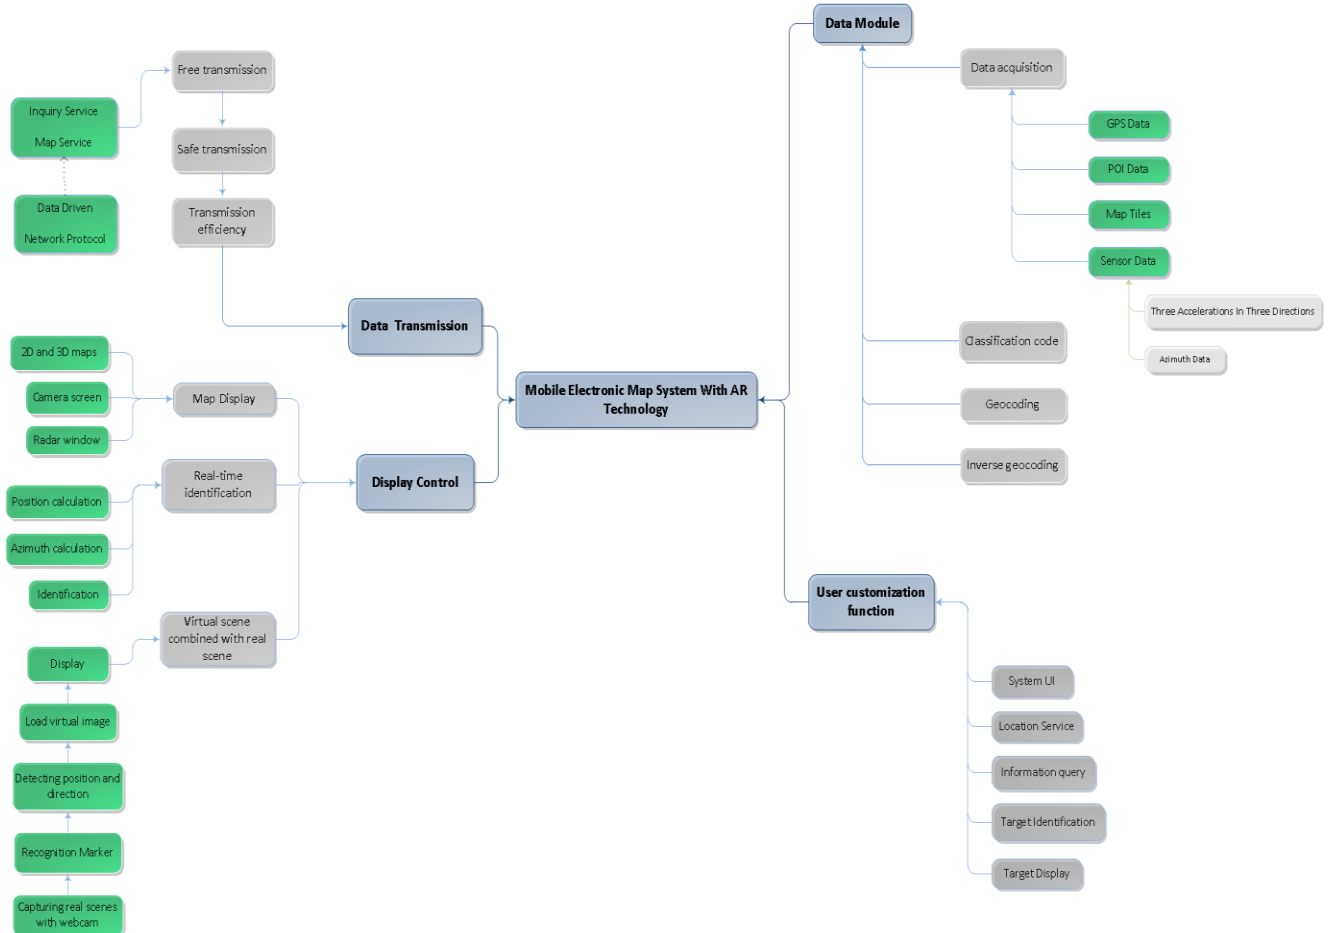 Data Module
Free transmission
Data acquisition
Inquiry Service
Map Service
GPS Data
Safe transmission
POI Data
Data Driven
Network Protocol
Transmission
efficiency
Map Tiles
Sensor Data
Three Accelerations In Three Directions
Data Transmission
Classification code
Azimuth Data
2D and 3D maps
Camera screen
Radar window
Map Display
Mobile Electronic Map System With AR
Technology
Geocoding
Inverse geocoding
Real-time
identification
Display Control
Position calculation
Azimuth calculation
Identification
User customization
function
Virtual scene
combined with real
scene
Display
System UI
Load virtual image
Location Service
Detecting position and
direction
Information query
Target Identification
Recognition Marker
Target Display
Capturing real scenes
with webcam